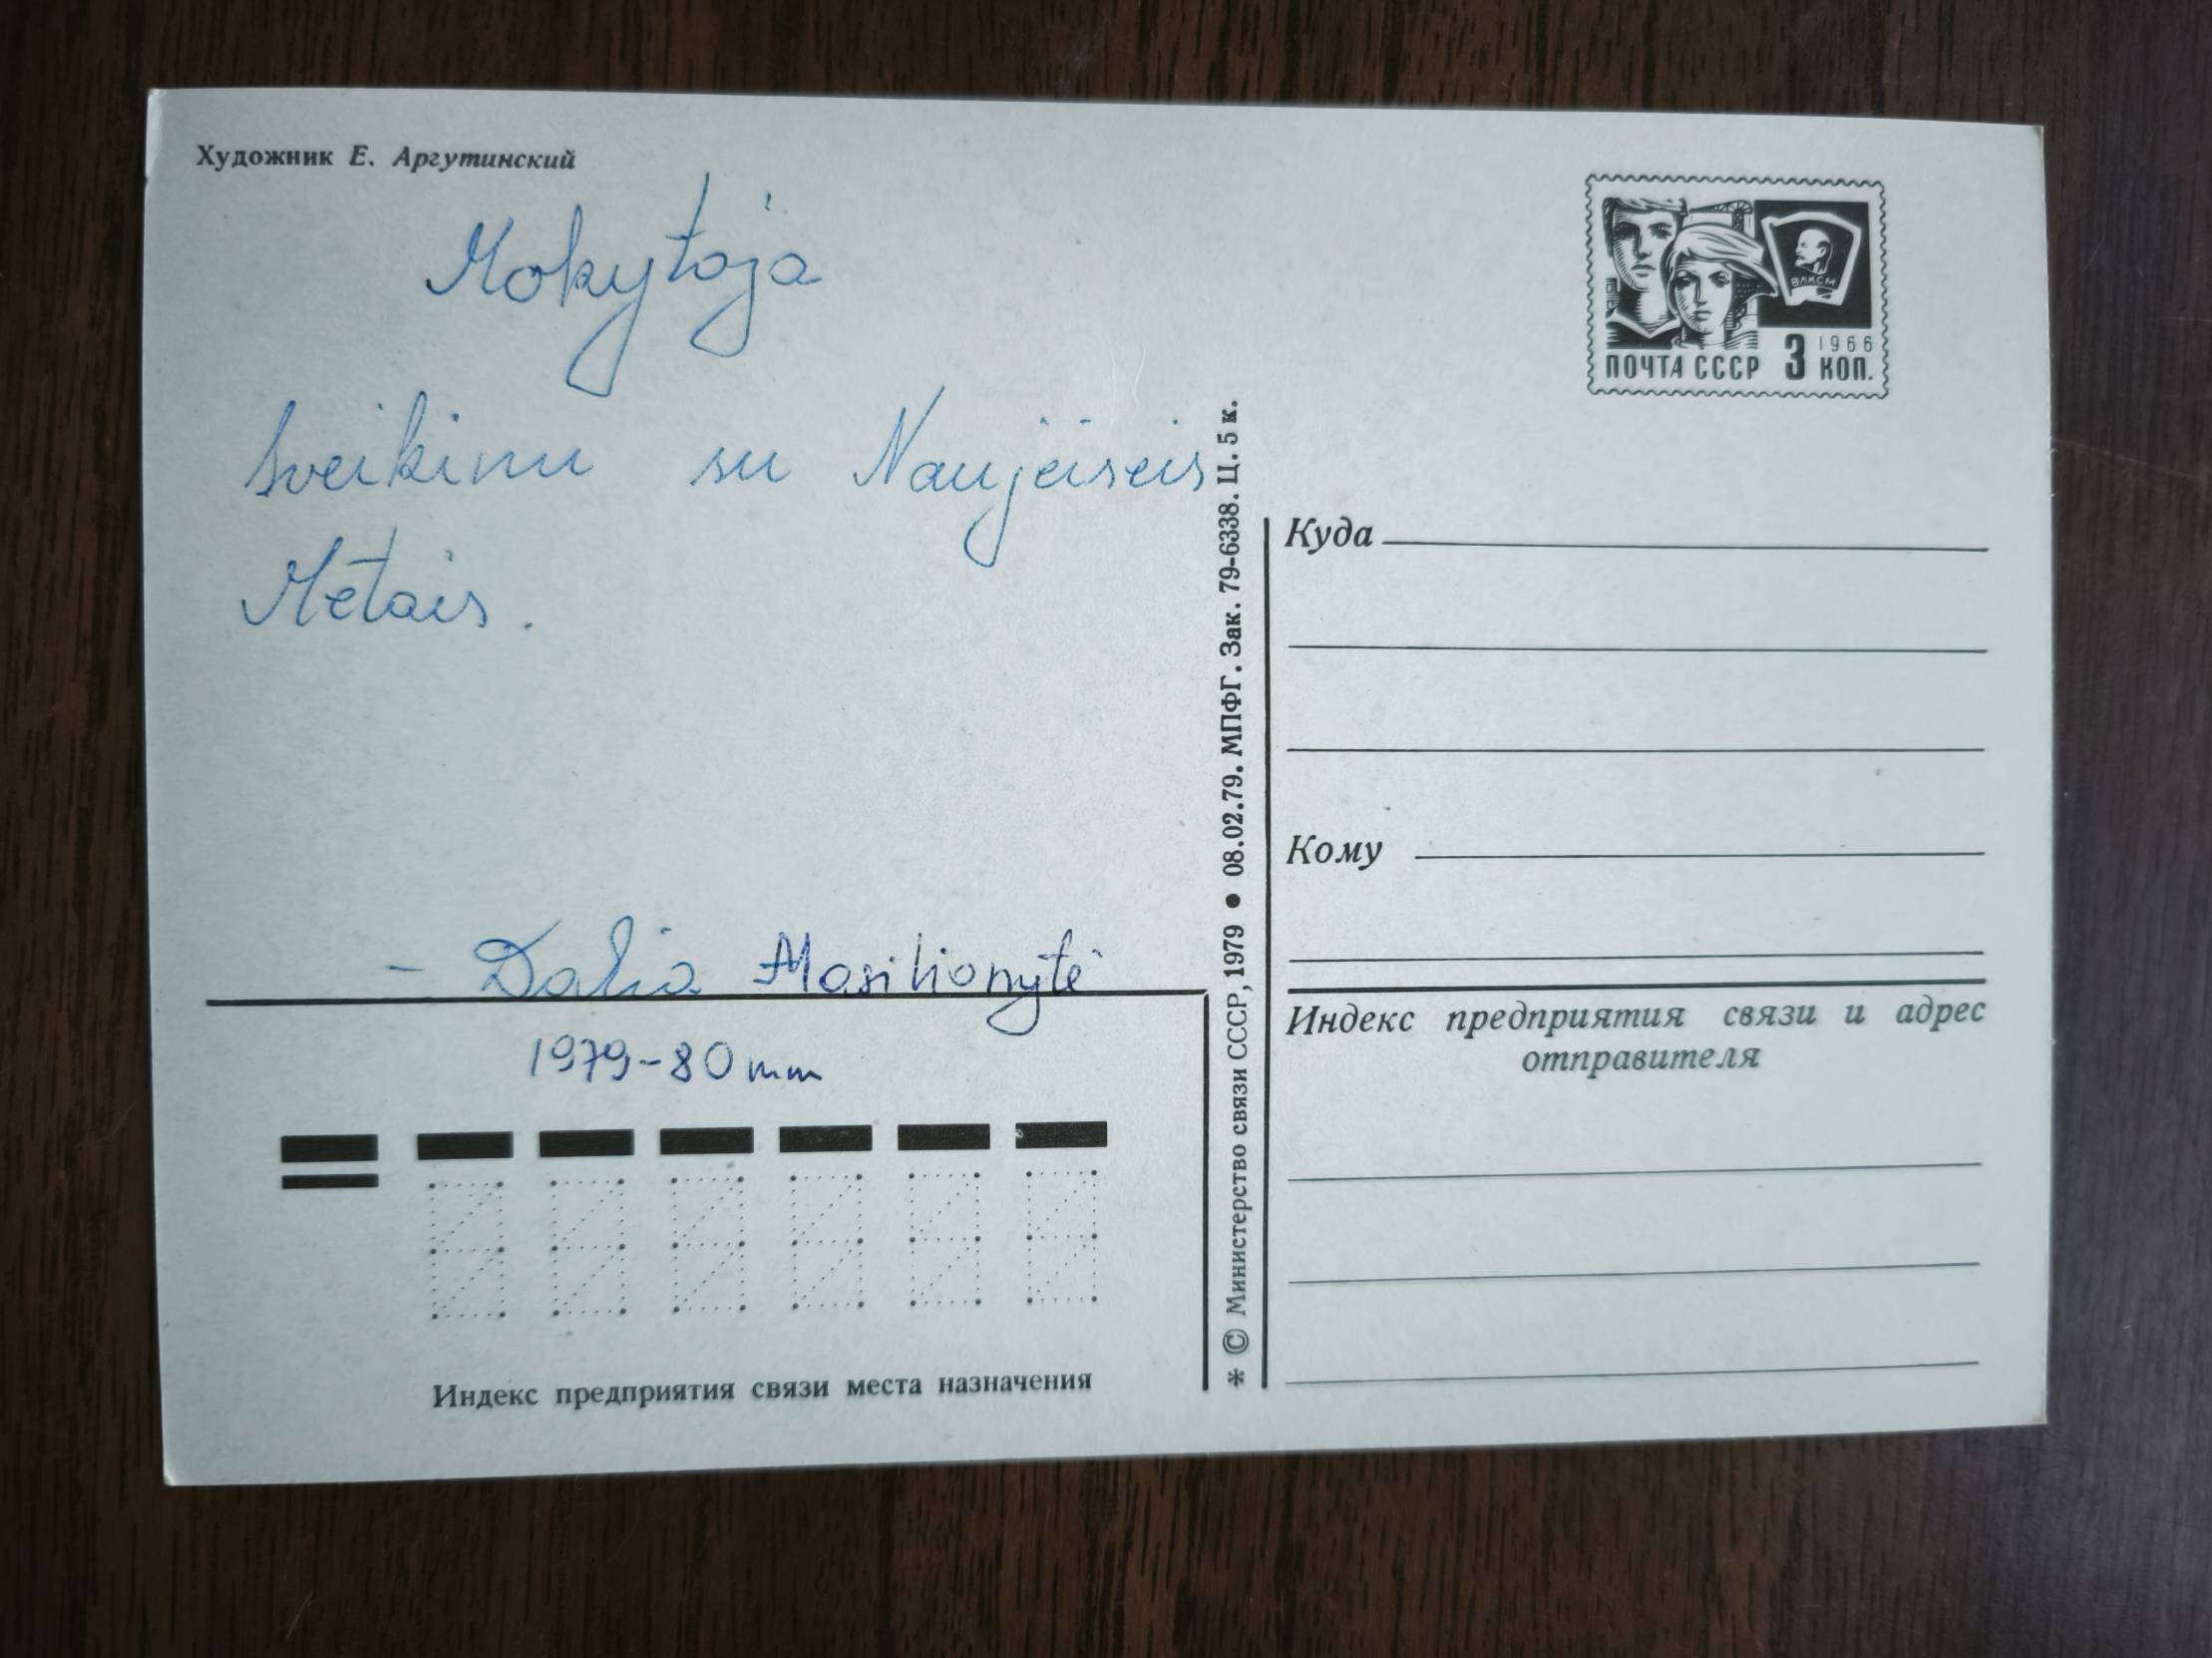 Художник Е. Аргутинский
Mokytoja
sveikinu su Naujeiseis
Metais.
- Dalia Masilionytė
1979-80 mm
Индекс предприятия связи места назначения
* © Министерство связи СССР, 1979 ● 08.02.79. МПФГ. Зак. 79-6338. Ц. 5 к.
ВЛКСМ
1966
ПОЧТА СССР 3 КОП.
Куда
Кому
Индекс предприятия связи и адрес
отправителя